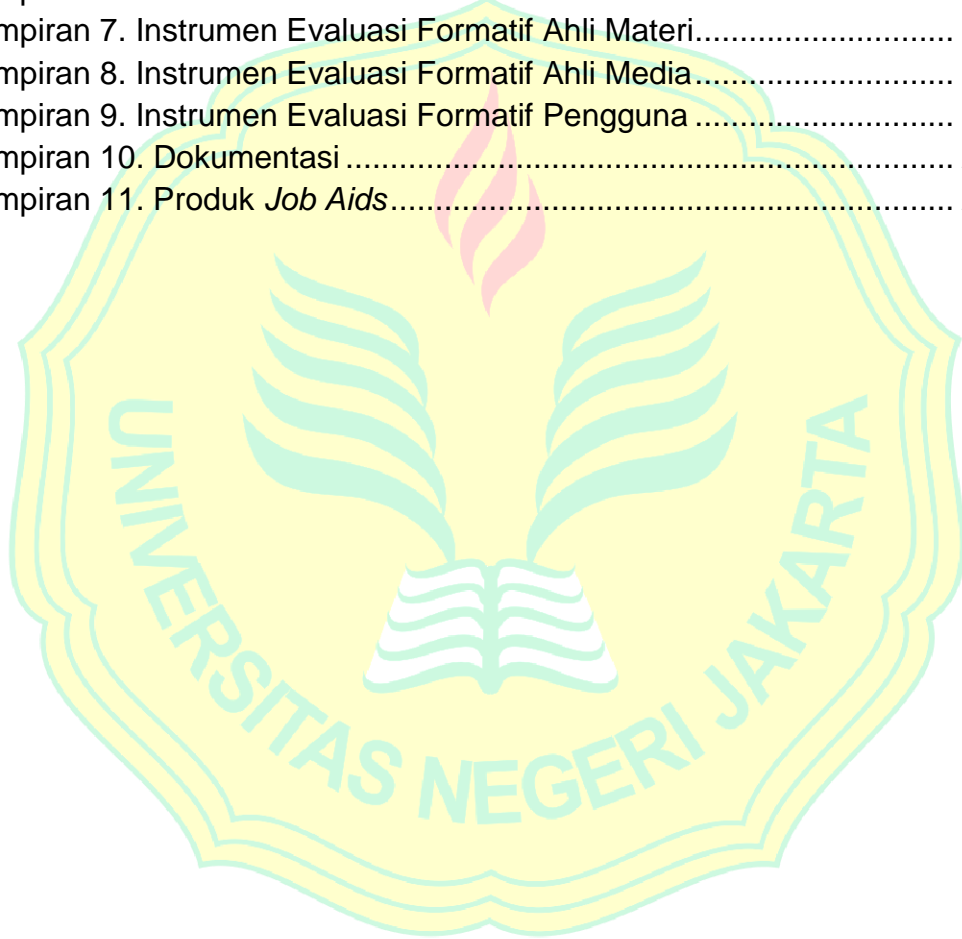 mpiran 7. Instrumen Evaluasi Formatif Ahli Materi............................
mpiran 8. Instrumen Evaluasi Formatif Ahli Media............................
mpiran 9. Instrumen Evaluasi Formatif Pengguna ............................
mpiran 10. Dokumentasi ...................................................................
mpiran 11. Produk Job Aids..............................................................
UNIVERSITAS NEGERI JAKARTA